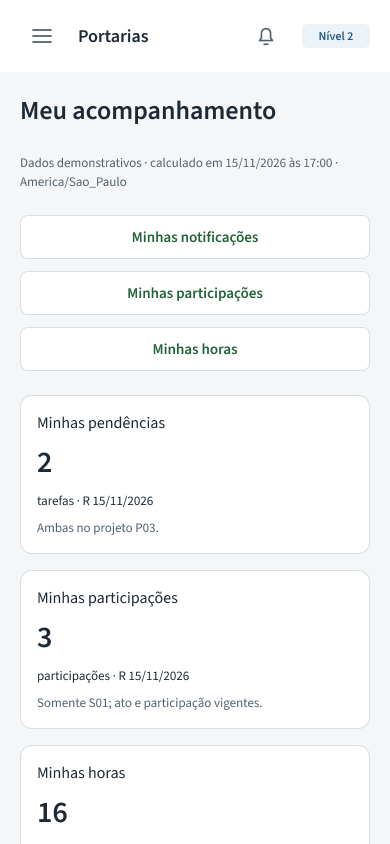 Portarias
Nível 2
Meu acompanhamento
Dados demonstrativos · calculado em 15/11/2026 às 17:00 ·
America/Sao_Paulo
Minhas notificações
Minhas participações
Minhas horas
Minhas pendências
2
tarefas · R 15/11/2026
Ambas no projeto P03.
Minhas participações
3
participações · R 15/11/2026
Somente S01; ato e participação vigentes.
Minhas horas
16